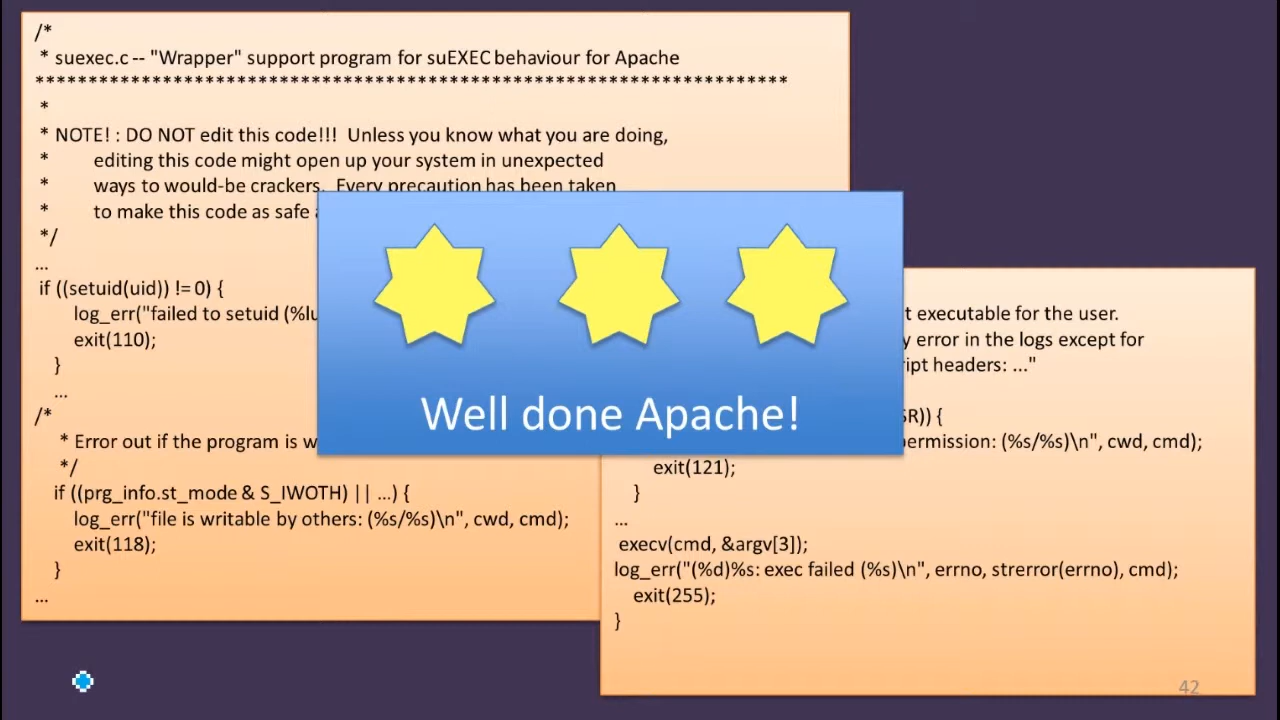 /*
* suexec.c -- "Wrapper" support program for suEXEC behaviour for Apache
***********************************************************************
*
* NOTE! : DO NOT edit this code!!! Unless you know what you are doing,
* editing this code might open up your system in unexpected
* ways to would-be crackers. Every precaution has been taken
* to make this code as safe
*/
...
if ((setuid(uid)) != 0) {
log_err("failed to setuid (%lu
exit(110);
}
...
/*
* Error out if the program is
*/
if ((prg_info.st_mode & S_IWOTH) || ...) {
log_err("file is writable by others: (%s/%s)\n", cwd, cmd);
exit(118);
}
...
Well done Apache!
executable for the user.
error in the logs except for
headers: ..."
)) {
(%s/%s)\n", cwd, cmd);
exit(121);
}
...
execv(cmd, &argv[3]);
log_err("(%d)%s: exec failed (%s)\n", errno, strerror(errno), cmd);
exit(255);
}
42